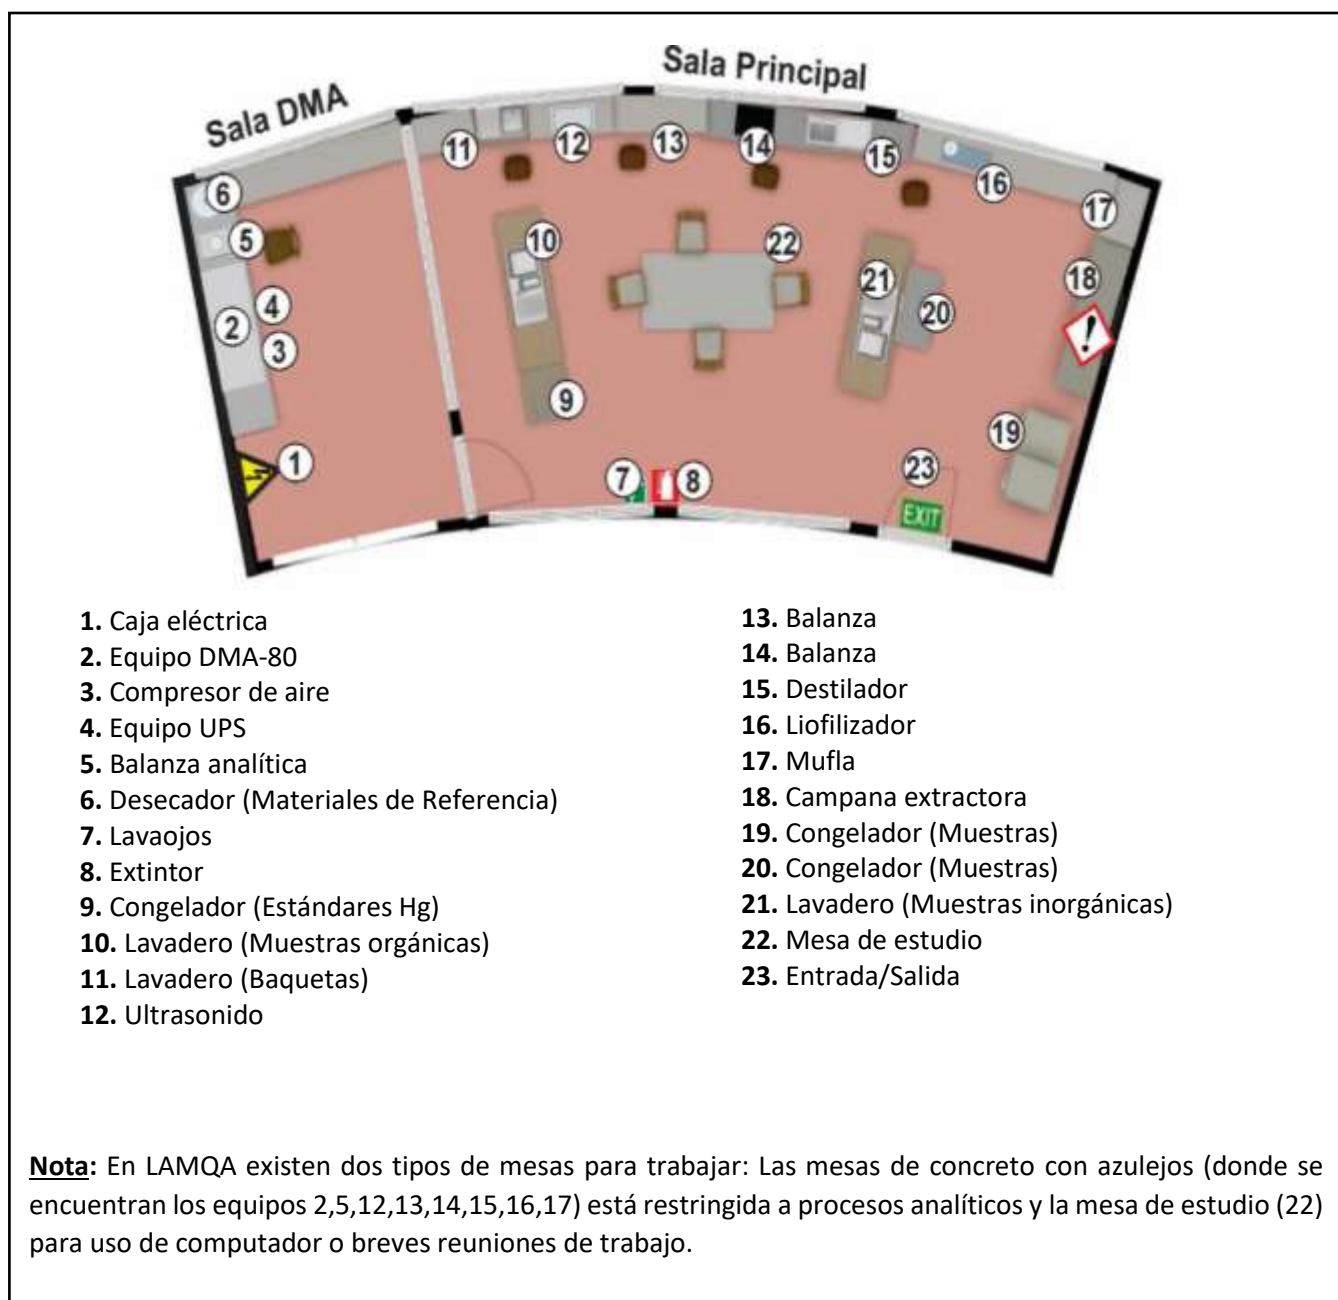 Sala DMA
Sala Principal
11
12
13
14
15
16
17
6
5
10
22
21
18
4
2
3
20
!
9
19
1
7
8
23
EXIT
1. Caja eléctrica
2. Equipo DMA-80
3. Compresor de aire
4. Equipo UPS
5. Balanza analítica
6. Desecador (Materiales de Referencia)
7. Lavaojos
8. Extintor
9. Congelador (Estándares Hg)
10. Lavadero (Muestras orgánicas)
11. Lavadero (Baquetas)
12. Ultrasonido
13. Balanza
14. Balanza
15. Destilador
16. Liofilizador
17. Mufla
18. Campana extractora
19. Congelador (Muestras)
20. Congelador (Muestras)
21. Lavadero (Muestras inorgánicas)
22. Mesa de estudio
23. Entrada/Salida
Nota: En LAMQA existen dos tipos de mesas para trabajar: Las mesas de concreto con azulejos (donde se
encuentran los equipos 2,5,12,13,14,15,16,17) está restringida a procesos analíticos y la mesa de estudio (22)
para uso de computador o breves reuniones de trabajo.